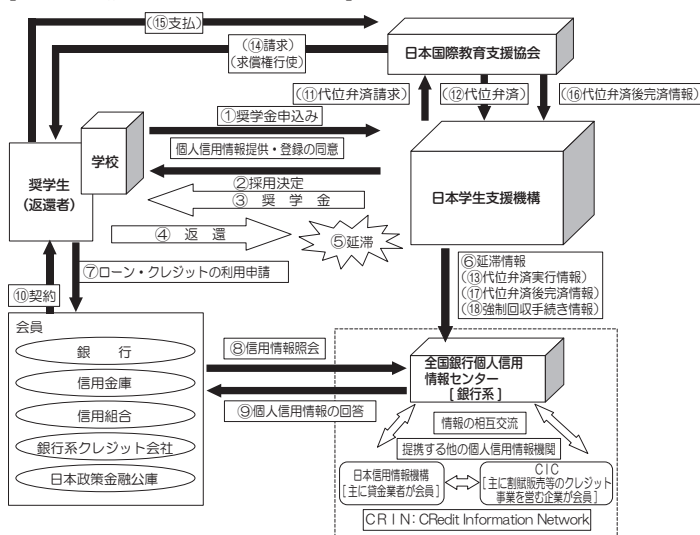 (⑮支払)
(⑭請求)
(求償権行使)
日本国際教育支援協会
(⑪代位弁済請求)
(⑫代位弁済)
(⑯代位弁済後完済情報)
①奨学金申込み
個人信用情報提供・登録の同意
学校
奨学生
(返還者)
②採用決定
③ 奨 学 金
日本学生支援機構
④ 返 還
⑤延滞
⑥延滞情報
(⑬代位弁済実行情報)
(⑰代位弁済後完済情報)
(⑱強制回収手続き情報)
⑦ローン・クレジットの利用申請
⑩契約
会員
銀 行
信用金庫
信用組合
銀行系クレジット会社
日本政策金融公庫
⑧信用情報照会
⑨個人信用情報の回答
全国銀行個人信用
情報センター
[銀行系]
情報の相互交流
提携する他の個人信用情報機関
日本信用情報機構
[主に貸金業者が会員]
CIC
[主に割賦販売等のクレジット
事業を営む企業が会員]
CRIN:CRedit Information Network